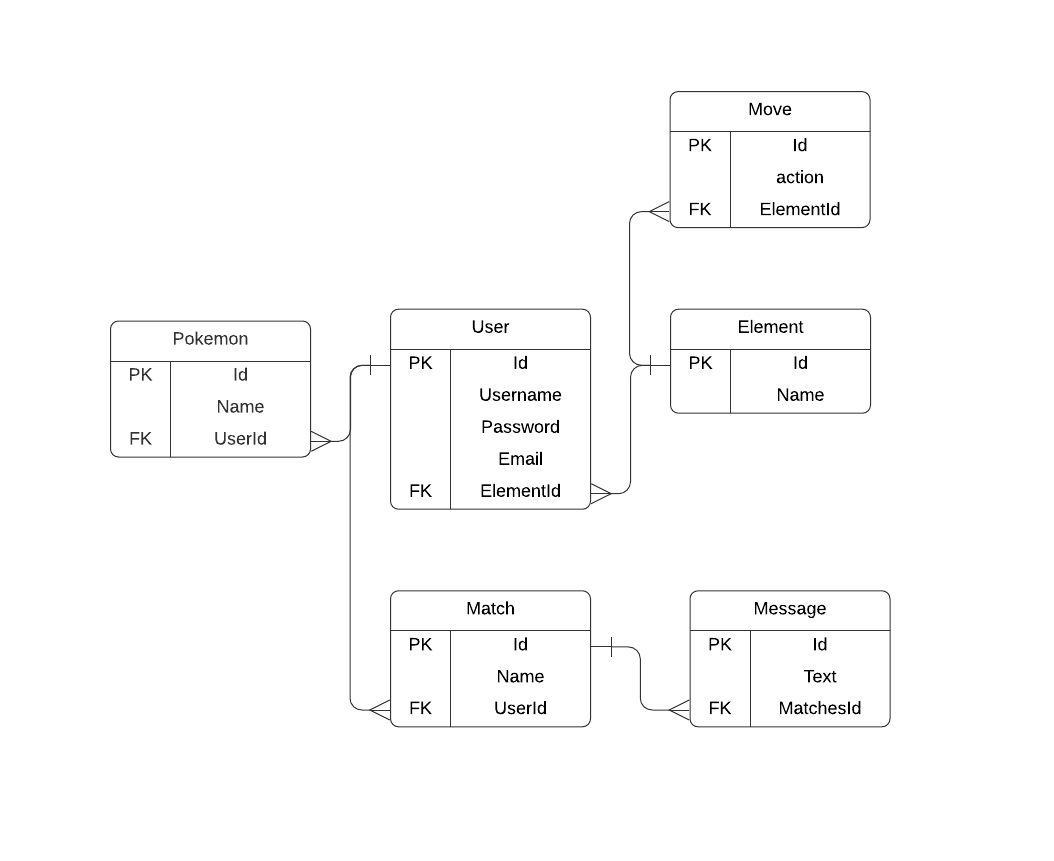 Move
PK Id
action
FK ElementId
Pokemon
PK Id
Name
FK UserId
User
PK Id
Username
Password
Email
FK ElementId
Element
PK Id
Name
Match
PK Id
Name
FK UserId
Message
PK Id
Text
FK MatchesId